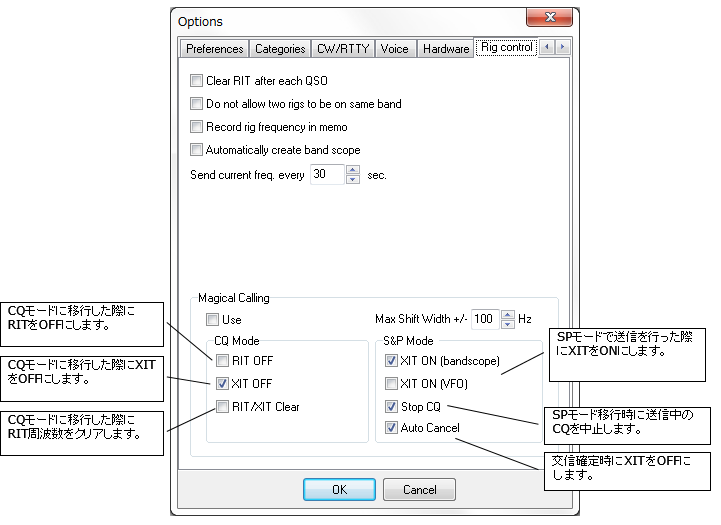 Options
Preferences
Categories
CW/RTTY
Voice
Hardware
Rig control
Clear RIT after each QSO
Do not allow two rigs to be on same band
Record rig frequency in memo
Automatically create band scope
Send current freq. every 30 sec.
Magical Calling
Use
Max Shift Width +/- 100 Hz
CQ Mode
RIT OFF
XIT OFF
RIT/XIT Clear
S&P Mode
XIT ON (bandscope)
XIT ON (VFO)
Stop CQ
Auto Cancel
OK
Cancel
CQモードに移行した際に
RITをOFFにします。
CQモードに移行した際にXIT
をOFFにします。
CQモードに移行した際に
RIT周波数をクリアします。
SPモードで送信を行った際
にXITをONにします。
SPモード移行時に送信中の
CQを中止します。
交信確定時にXITをOFFに
します。